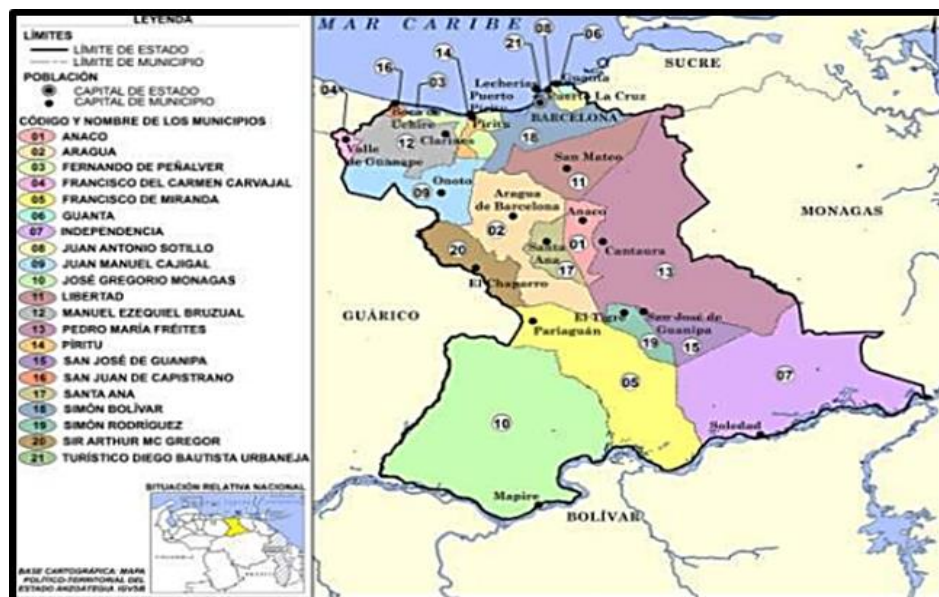 LEYENDA
LÍMITES
LÍMITE DE ESTADO
LÍMITE DE MUNICIPIO
POBLACIÓN
CAPITAL DE ESTADO
CAPITAL DE MUNICIPIO
CÓDIGO Y NOMBRE DE LOS MUNICIPIOS
01 ANACO
02 ARAGUA
03 FERNANDO DE PEÑALVER
04 FRANCISCO DEL CARMEN CARVAJAL
05 FRANCISCO DE MIRANDA
06 GUANTA
07 INDEPENDENCIA
08 JUAN ANTONIO SOTILLO
09 JUAN MANUEL CAJIGAL
10 JOSÉ GREGORIO MONAGAS
11 LIBERTAD
12 MANUEL EZEQUIEL BRUZUAL
13 PEDRO MARÍA FRÉITES
14 PÍRITU
15 SAN JOSÉ DE GUANIPA
16 SAN JUAN DE CAPISTRANO
17 SANTA ANA
18 SIMÓN BOLÍVAR
19 SIMÓN RODRÍGUEZ
20 SIR ARTHUR MC GREGOR
21 TURÍSTICO DIEGO BAUTISTA URBANEJA
SITUACIÓN RELATIVA NACIONAL
BASE CARTOGRÁFICA: MAPA
POLÍTICO-TERRITORIAL DEL
ESTADO ANZOÁTEGUI IGVSB
MAR CARIBE
08
21
06
14
16
03
04
SUCRE
Lecherías
Guanta
Puerto La Cruz
Puerto
Píritu
BARCELONA
Boca de
Uchire
Píritu
Clarines
18
12
Valle
de Guanape
San Mateo
11
Onoto
09
Aragua
de Barcelona
Anaco
MONAGAS
02
01
Santa
Ana
Cantaura
20
17
13
El Chaparro
GUÁRICO
El Tigre
San José de
Guanipa
Pariaguán
19
15
05
07
10
Soledad
Mapire
BOLÍVAR